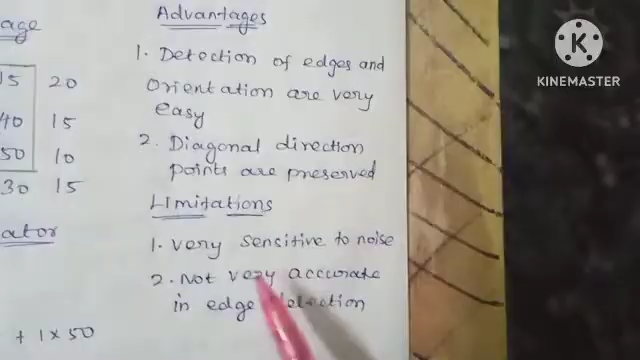 age
15 20
40 15
50 10
30 15
ator
+ 1 × 50
Advantages
1. Detection of edges and
Orientation are very
easy
2. Diagonal direction
points are preserved
Limitations
1. Very sensitive to noise
2. Not very accurate
in edge detection
KINEMASTER